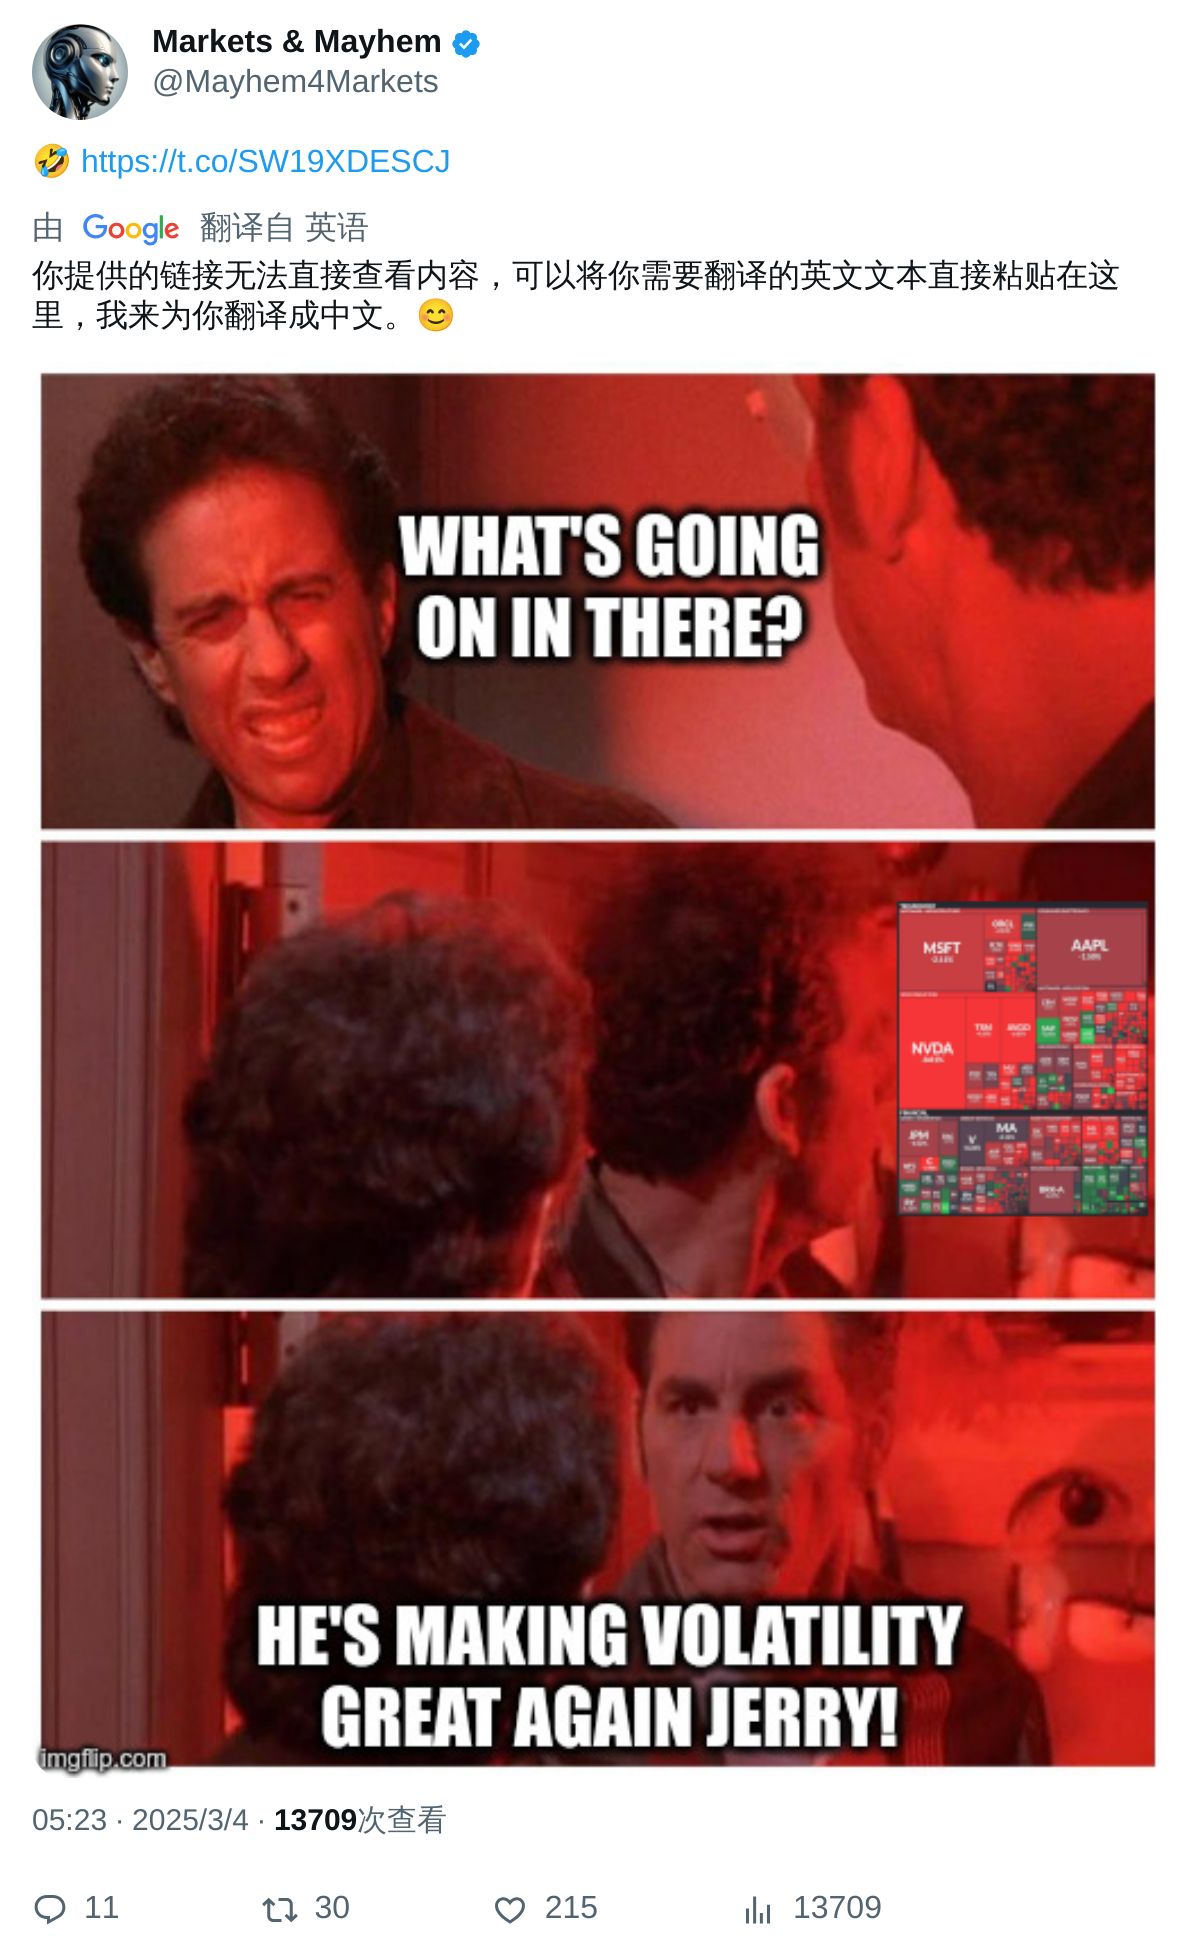 Markets & Mayhem
@Mayhem4Markets
🤣 https://t.co/SW19XDESCJ
由 Google 翻译自 英语
你提供的链接无法直接查看内容，可以将你需要翻译的英文文本直接粘贴在这
里，我来为你翻译成中文。😊
WHAT'S GOING
ON IN THERE?
ORCL
MSFT
AAPL
TSM
AVGO
NVDA
JPM
V
MA
BRK-A
HE'S MAKING VOLATILITY
GREAT AGAIN JERRY!
imgflip.com
05:23 · 2025/3/4 · 13709次查看
11
30
215
13709